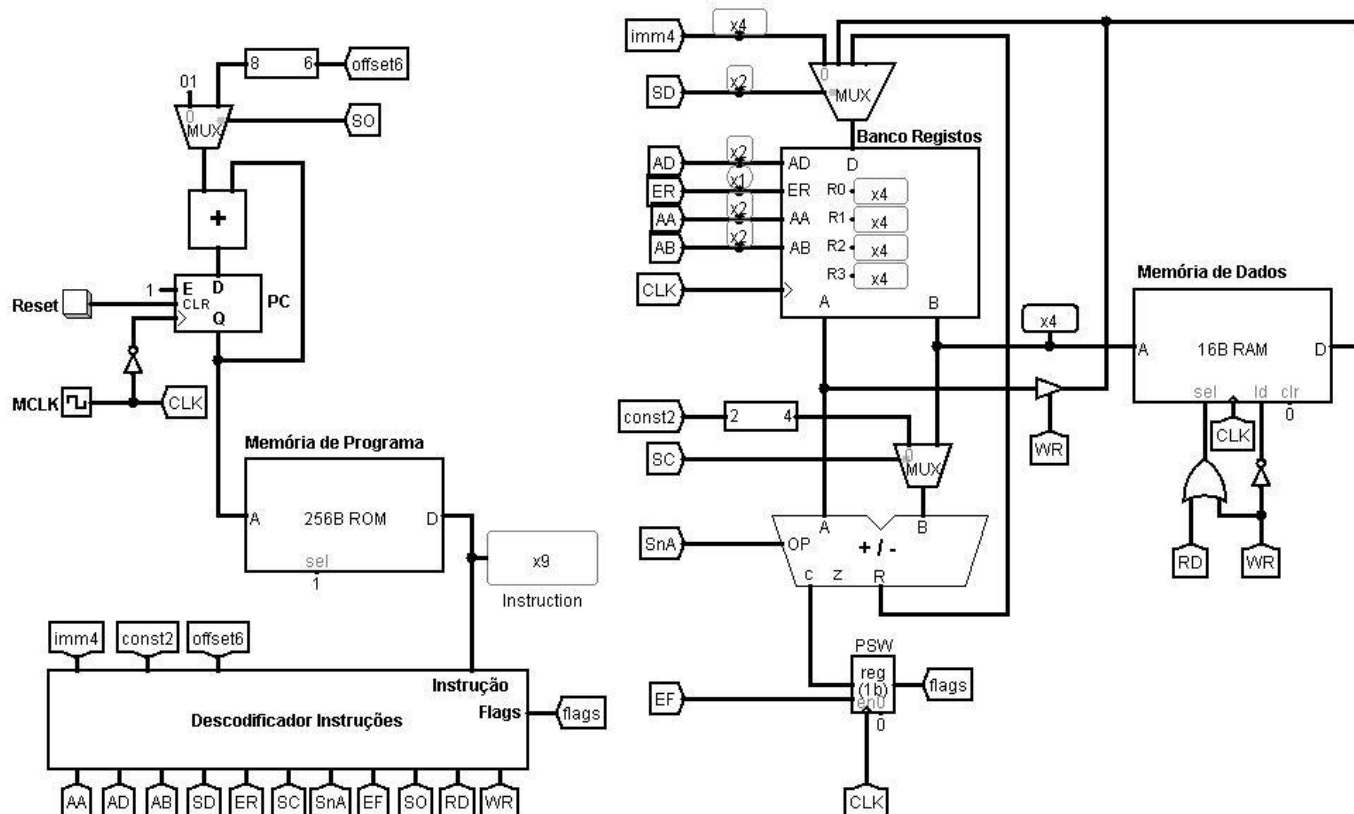 imm4
x4
8 6
offset6
01
0
MUX
SO
SD
x2
0
MUX
Banco Registos
AD
x2
AD
D
ER
x1
ER
R0
x4
AA
x2
AA
R1
x4
AB
x2
AB
R2
x4
R3
x4
CLK
A
B
+
1
E
D
CLR
Q
PC
Reset
MCLK
CLK
Memória de Dados
x4
A
16B RAM
D
sel
ld
clr
0
CLK
WR
RD
WR
const2
2 4
SC
0
MUX
Memória de Programa
A
256B ROM
D
sel
1
x9
Instruction
SnA
OP
A
B
+ / -
C
Z
R
PSW
reg
(1b)
en0
0
flags
EF
CLK
imm4
const2
offset6
Instrução
Descodificador Instruções
Flags
flags
AA
AD
AB
SD
ER
SC
SnA
EF
SO
RD
WR